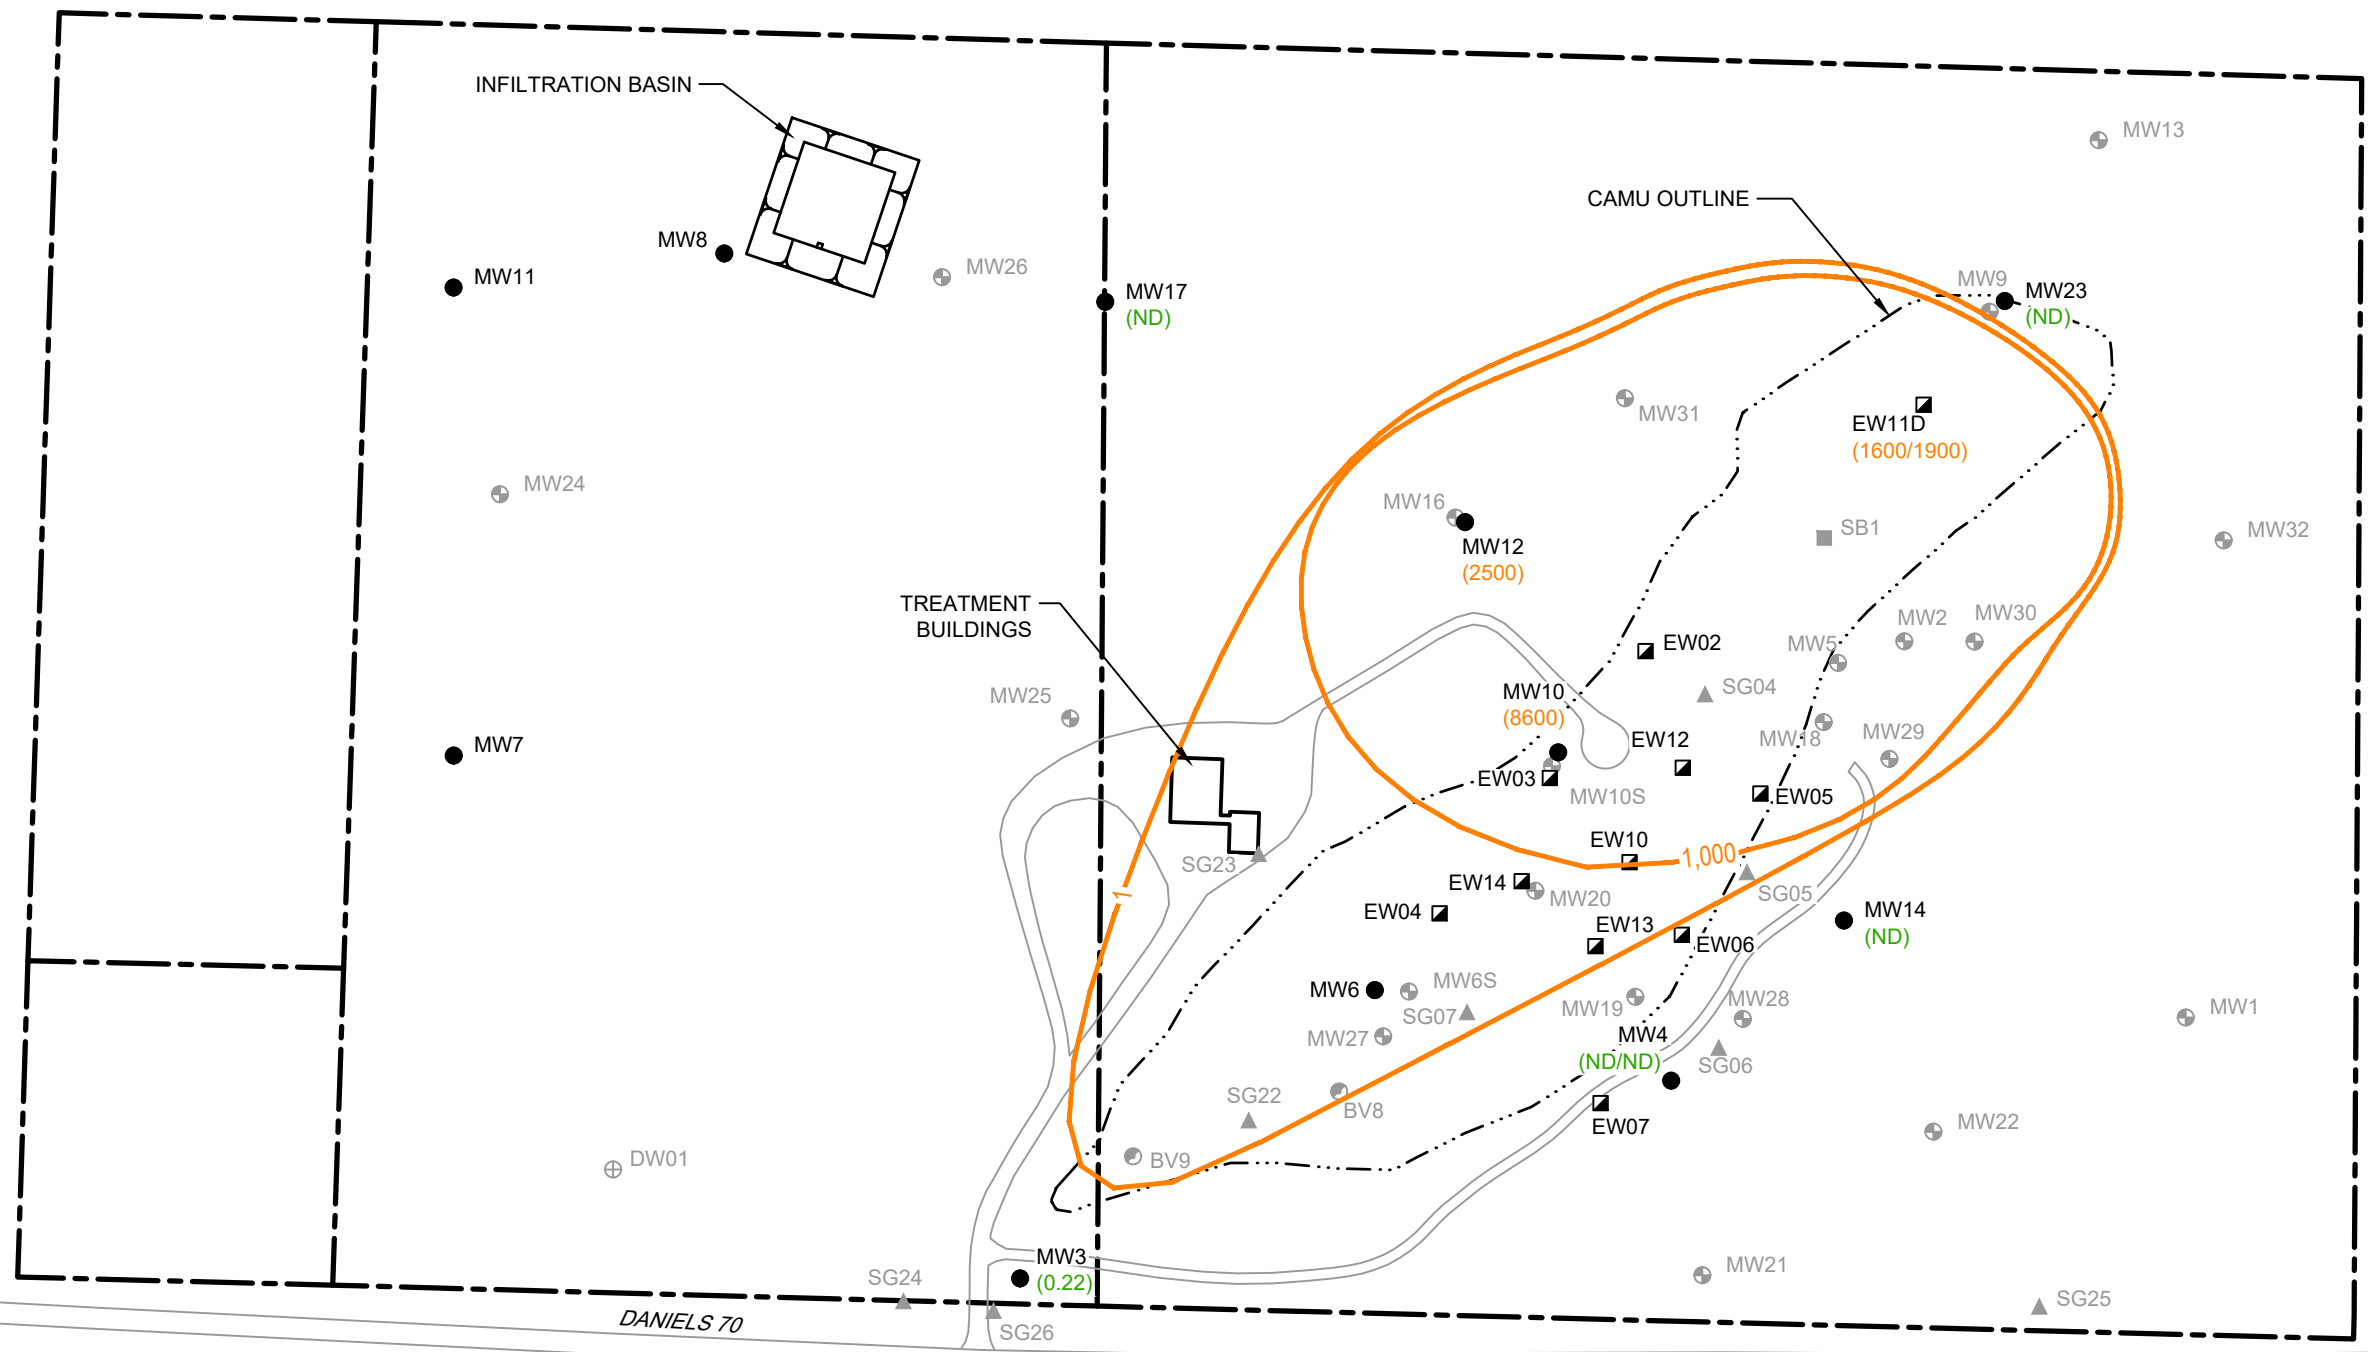 INFILTRATION BASIN
MW13
CAMU OUTLINE
MW8
MW26
MW11
MW17
(ND)
MW9
MW23
(ND)
MW31
EW11D
(1600/1900)
MW24
MW16
MW12
(2500)
SB1
MW32
TREATMENT
BUILDINGS
MW2
MW30
EW02
MW5
SG04
MW25
MW10
(8600)
MW7
EW12
MW18
MW29
EW03
MW10S
EW05
SG23
EW10
1,000
1
EW14
MW20
SG05
EW04
EW13
EW06
MW14
(ND)
MW6
MW6S
SG07
MW19
MW28
MW1
MW27
MW4
(ND/ND)
SG06
SG22
BV8
EW07
MW22
DW01
BV9
MW3
(0.22)
SG24
MW21
SG25
DANIELS 70
SG26